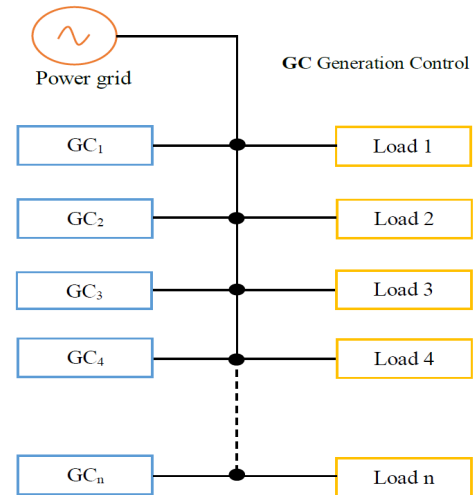 Power grid
GC Generation Control
GC₁
Load 1
GC₂
Load 2
GC₃
Load 3
GC₄
Load 4
GCₙ
Load n